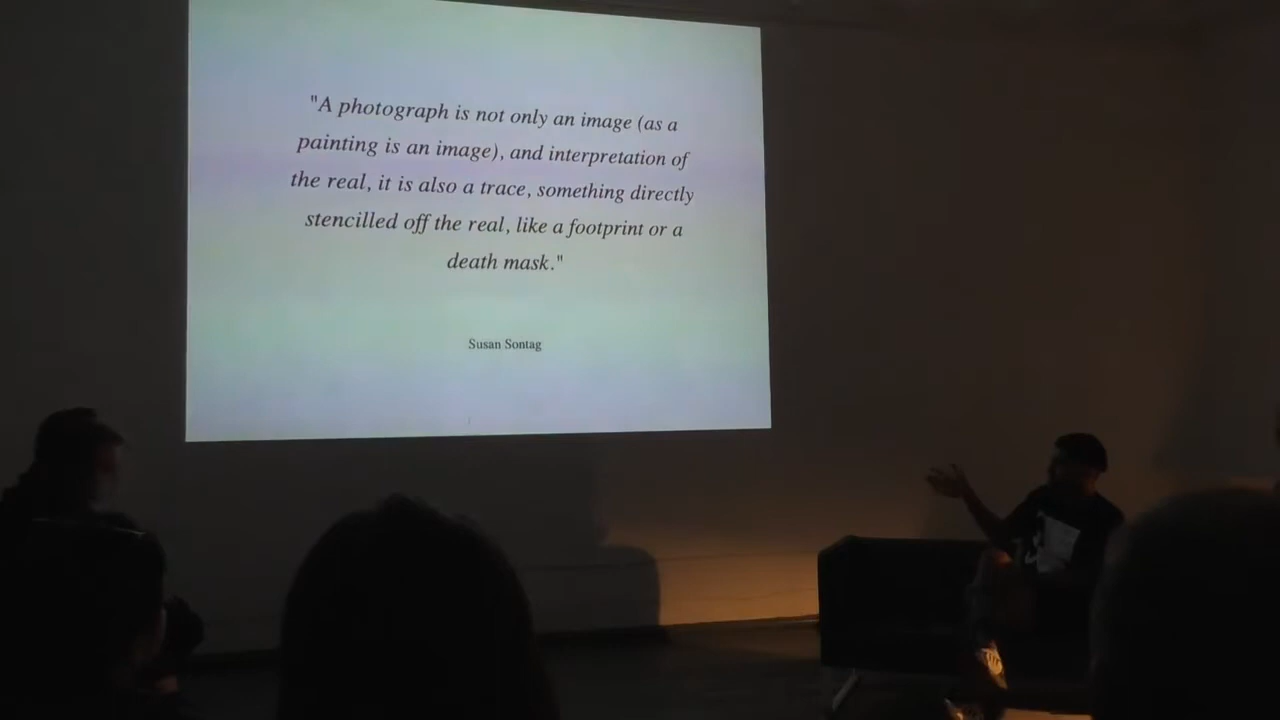 "A photograph is not only an image (as a
painting is an image), and interpretation of
the real, it is also a trace, something directly
stencilled off the real, like a footprint or a
death mask."
Susan Sontag